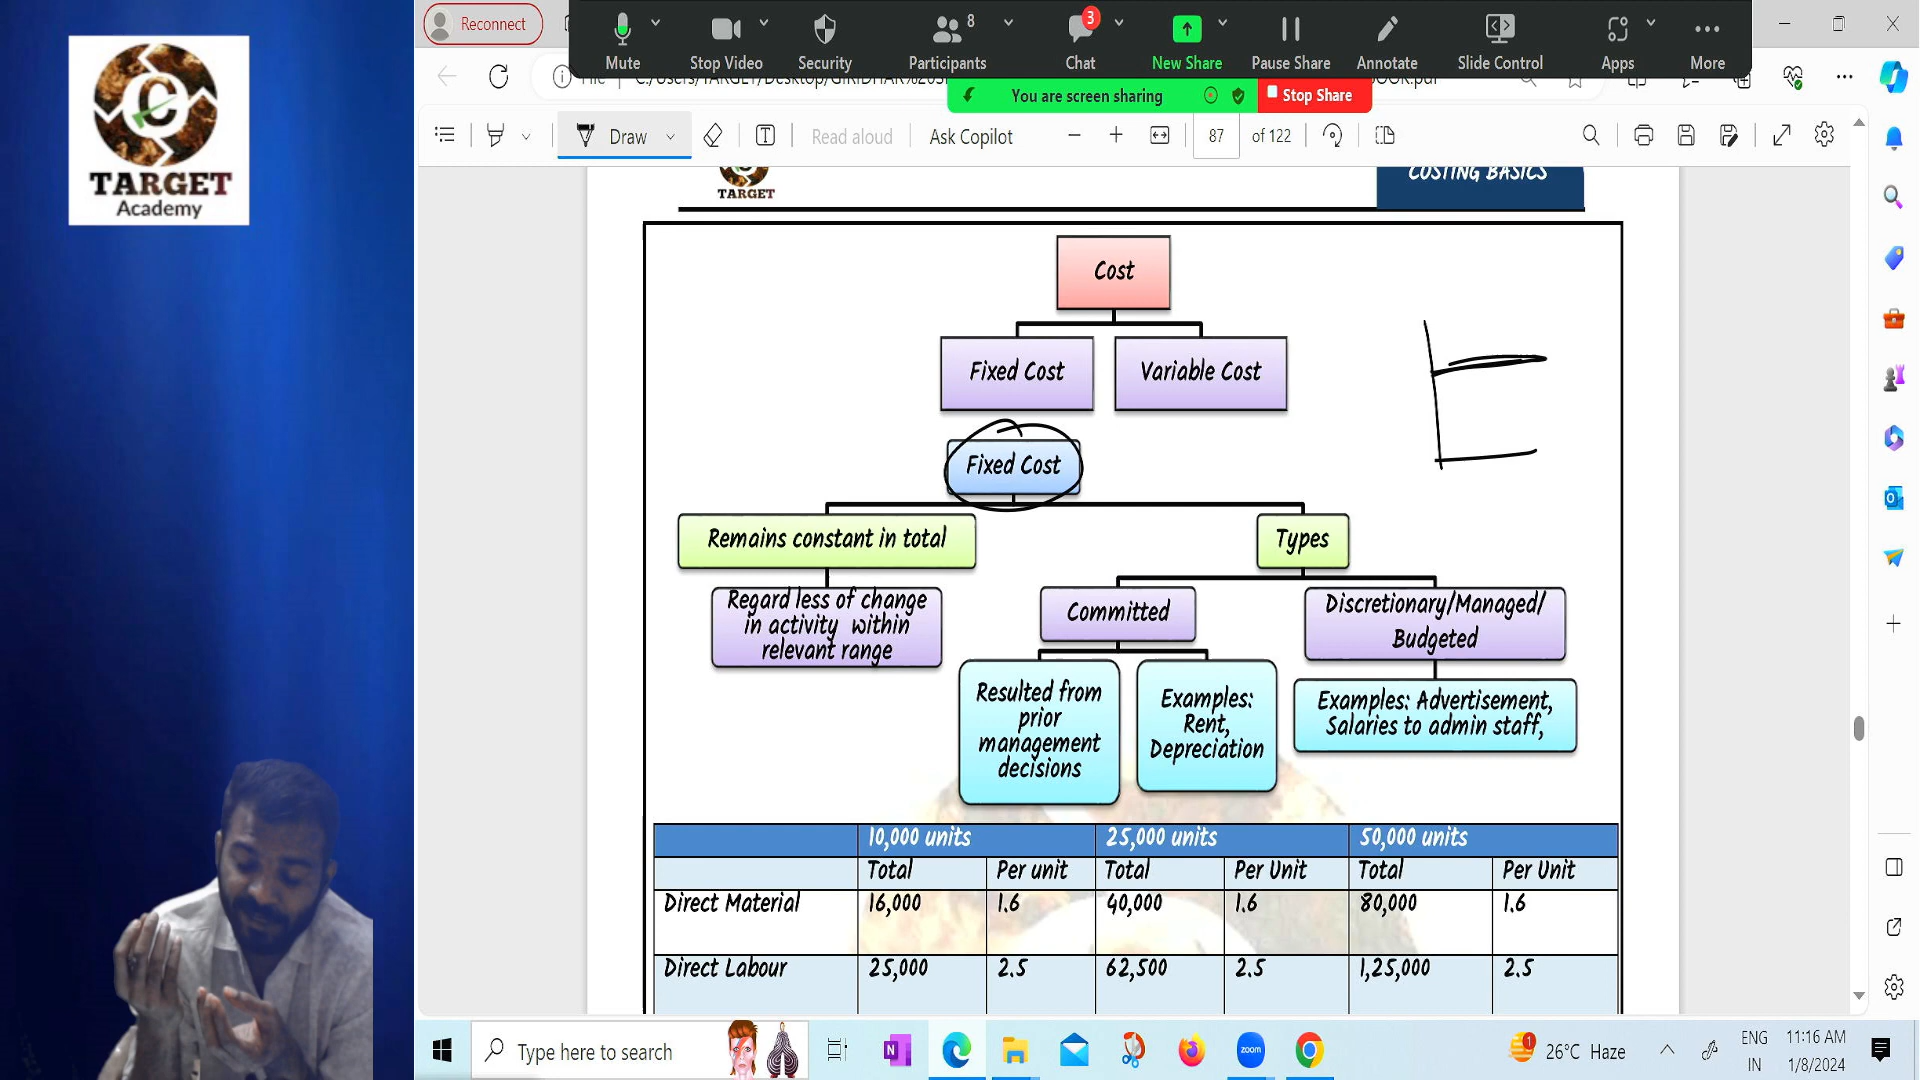 TARGET
Academy
Reconnect
Mute
Stop Video
Security
Participants
8
Chat
3
New Share
Pause Share
Annotate
Slide Control
Apps
More
You are screen sharing
Stop Share
Draw
Read aloud
Ask Copilot
87
of 122
TARGET
COSTING BASICS
Cost
Fixed Cost
Variable Cost
Fixed Cost
Remains constant in total
Types
Regard less of change
in activity within
relevant range
Committed
Discretionary/Managed/
Budgeted
Resulted from
prior
management
decisions
Examples:
Rent,
Depreciation
Examples: Advertisement,
Salaries to admin staff,
10,000 units 25,000 units 50,000 units
Total Per unit Total Per Unit Total Per Unit
Direct Material 16,000 1.6 40,000 1.6 80,000 1.6
Direct Labour 25,000 2.5 62,500 2.5 1,25,000 2.5
Type here to search
zoom
1
26°C Haze
ENG
IN
11:16 AM
1/8/2024